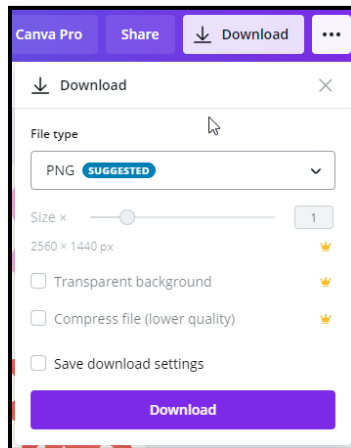 Canva Pro Share Download ...
Download
File type
PNG SUGGESTED
Size × 1
2560 × 1440 px
Transparent background
Compress file (lower quality)
Save download settings
Download